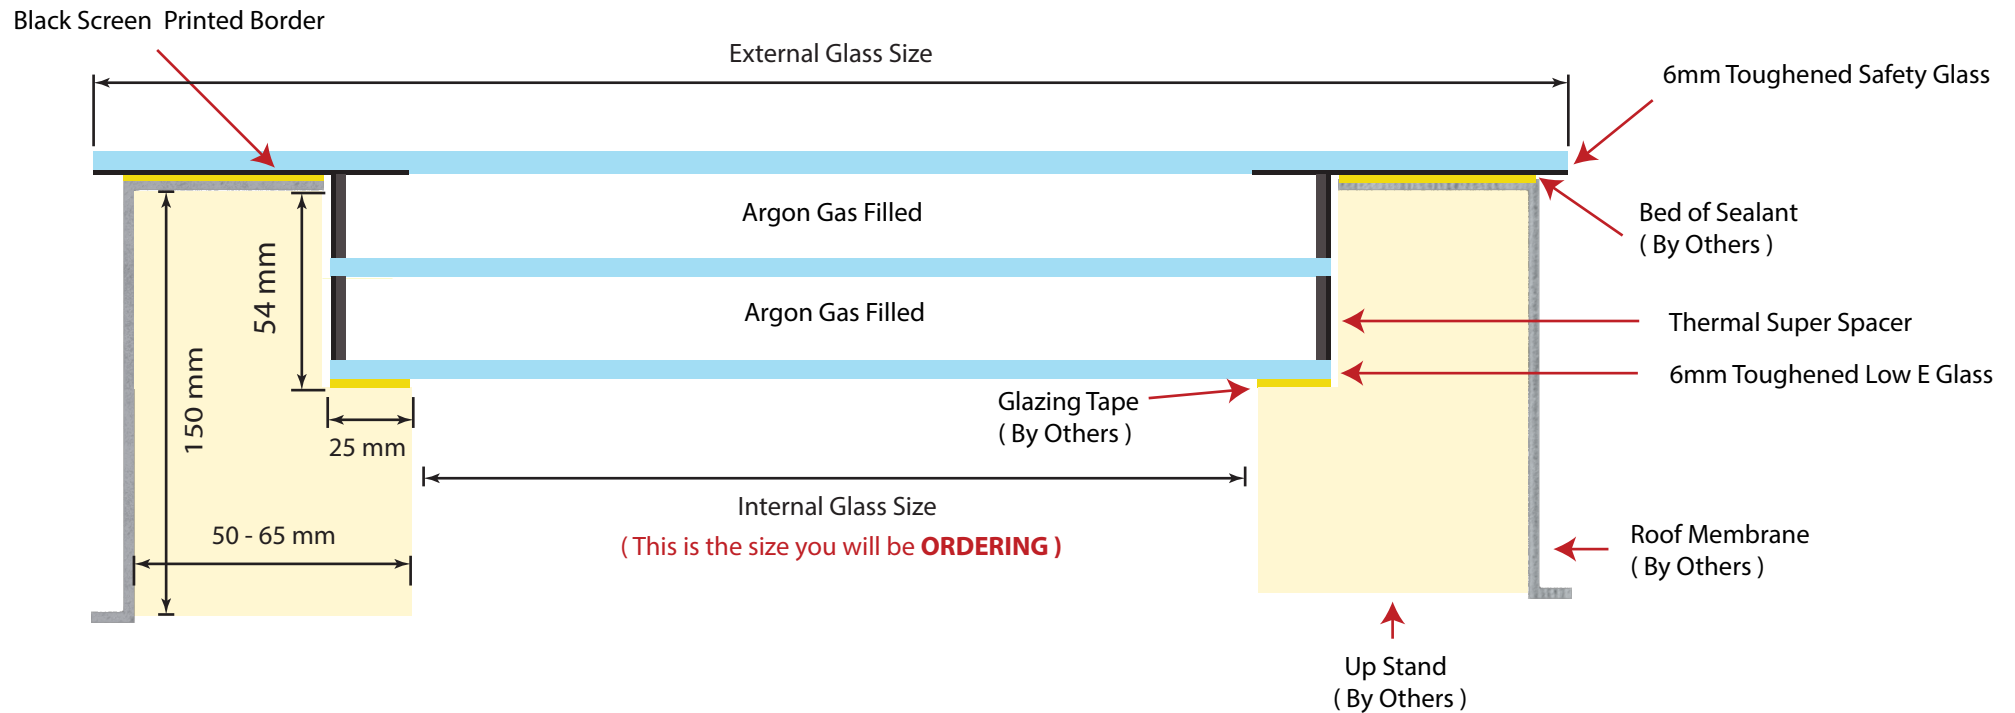 Black Screen  Printed Border
External Glass Size
6mm Toughened Safety Glass
Argon Gas Filled
Bed of Sealant
( By Others )
54 mm
Argon Gas Filled
Thermal Super Spacer
150 mm
6mm Toughened Low E Glass
Glazing Tape
( By Others )
25 mm
Internal Glass Size
( This is the size you will be ORDERING )
50 - 65 mm
Roof Membrane
( By Others )
Up Stand
( By Others )